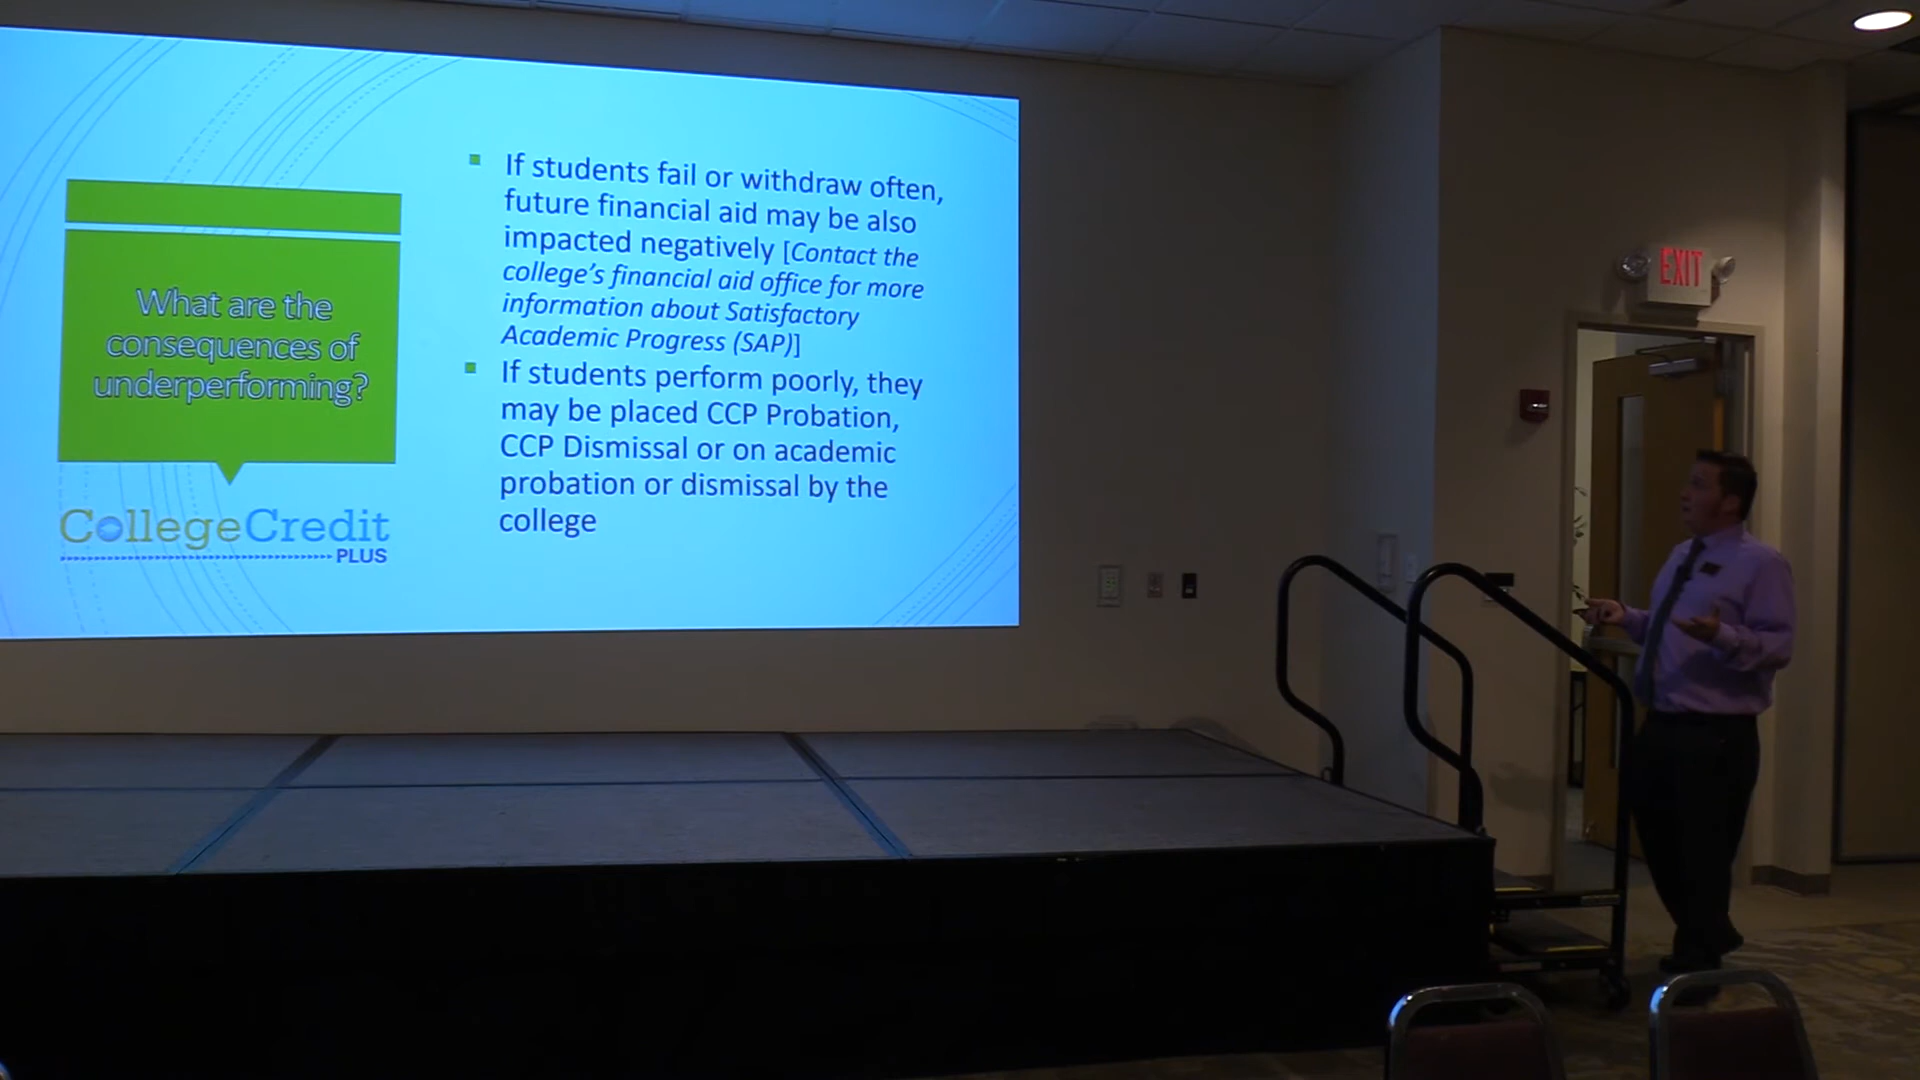 What are the
consequences of
underperforming?
CollegeCredit
PLUS
If students fail or withdraw often,
future financial aid may be also
impacted negatively [Contact the
college's financial aid office for more
information about Satisfactory
Academic Progress (SAP)]
If students perform poorly, they
may be placed CCP Probation,
CCP Dismissal or on academic
probation or dismissal by the
college
EXIT